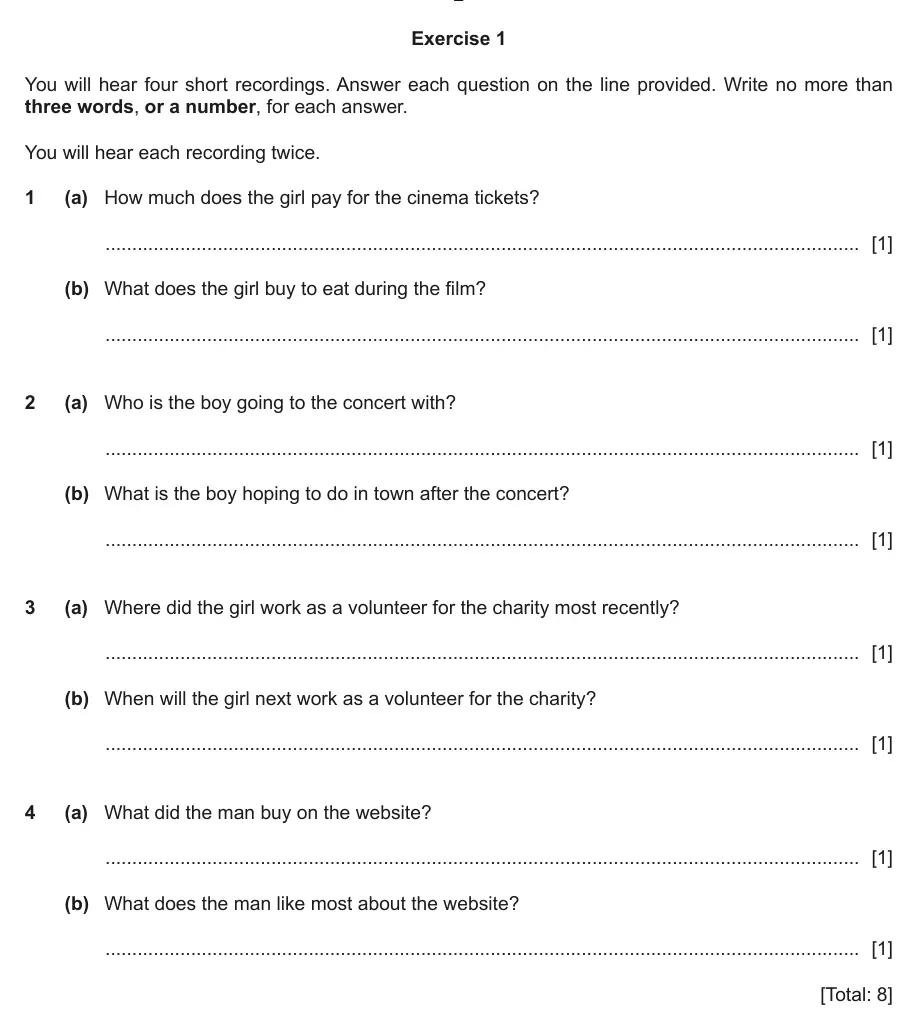 Exercise 1
You will hear four short recordings. Answer each question on the line provided. Write no more than
three words, or a number, for each answer.
You will hear each recording twice.
1 (a) How much does the girl pay for the cinema tickets?
.............................................................................................................................................. [1]
(b) What does the girl buy to eat during the film?
.............................................................................................................................................. [1]
2 (a) Who is the boy going to the concert with?
.............................................................................................................................................. [1]
(b) What is the boy hoping to do in town after the concert?
.............................................................................................................................................. [1]
3 (a) Where did the girl work as a volunteer for the charity most recently?
.............................................................................................................................................. [1]
(b) When will the girl next work as a volunteer for the charity?
.............................................................................................................................................. [1]
4 (a) What did the man buy on the website?
.............................................................................................................................................. [1]
(b) What does the man like most about the website?
.............................................................................................................................................. [1]
[Total: 8]